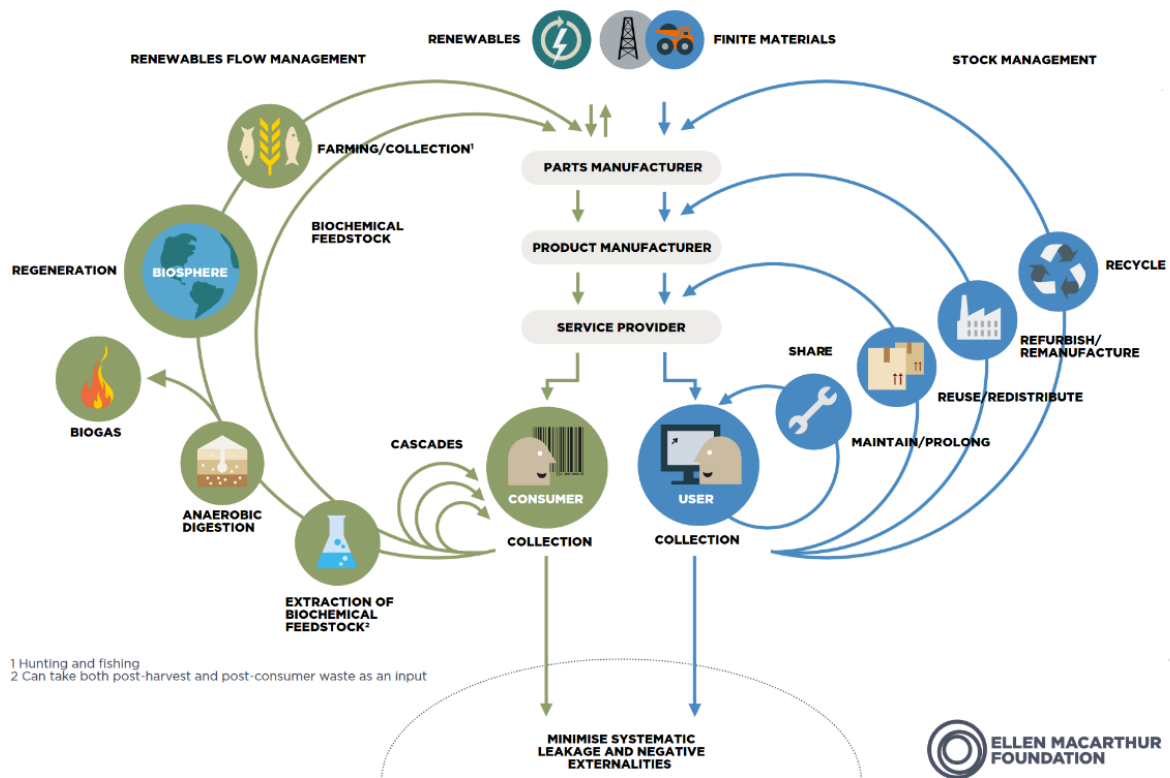 RENEWABLES
FINITE MATERIALS
RENEWABLES FLOW MANAGEMENT
STOCK MANAGEMENT
FARMING/COLLECTION¹
PARTS MANUFACTURER
BIOCHEMICAL
FEEDSTOCK
PRODUCT MANUFACTURER
REGENERATION
BIOSPHERE
RECYCLE
SERVICE PROVIDER
SHARE
REFURBISH/
REMANUFACTURE
REUSE/REDISTRIBUTE
BIOGAS
CASCADES
MAINTAIN/PROLONG
CONSUMER
USER
ANAEROBIC
DIGESTION
COLLECTION
COLLECTION
EXTRACTION OF
BIOCHEMICAL
FEEDSTOCK²
1 Hunting and fishing
2 Can take both post-harvest and post-consumer waste as an input
MINIMISE SYSTEMATIC
LEAKAGE AND NEGATIVE
EXTERNALITIES
ELLEN MACARTHUR
FOUNDATION